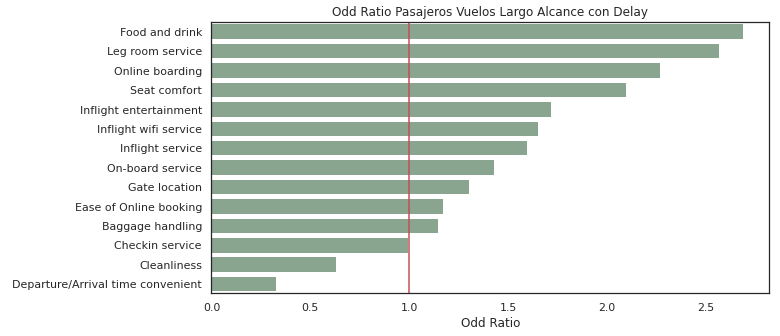 Odd Ratio Pasajeros Vuelos Largo Alcance con Delay
Food and drink
Leg room service
Online boarding
Seat comfort
Inflight entertainment
Inflight wifi service
Inflight service
On-board service
Gate location
Ease of Online booking
Baggage handling
Checkin service
Cleanliness
Departure/Arrival time convenient
0.0 0.5 1.0 1.5 2.0 2.5
Odd Ratio